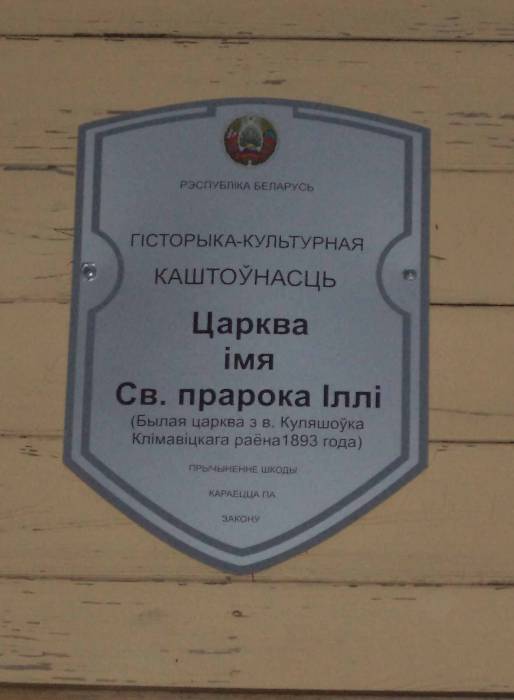 РЭСПУБЛІКА БЕЛАРУСЬ
ГІСТОРЫКА-КУЛЬТУРНАЯ
КАШТОЎНАСЦЬ
Царква
імя
Св. прарока Іллі
(Былая царква з в. Куляшоўка
Клімавіцкага раёна1893 года)
ПРЫЧЫНЕННЕ ШКОДЫ
КАРАЕЦЦА ПА
ЗАКОНУ